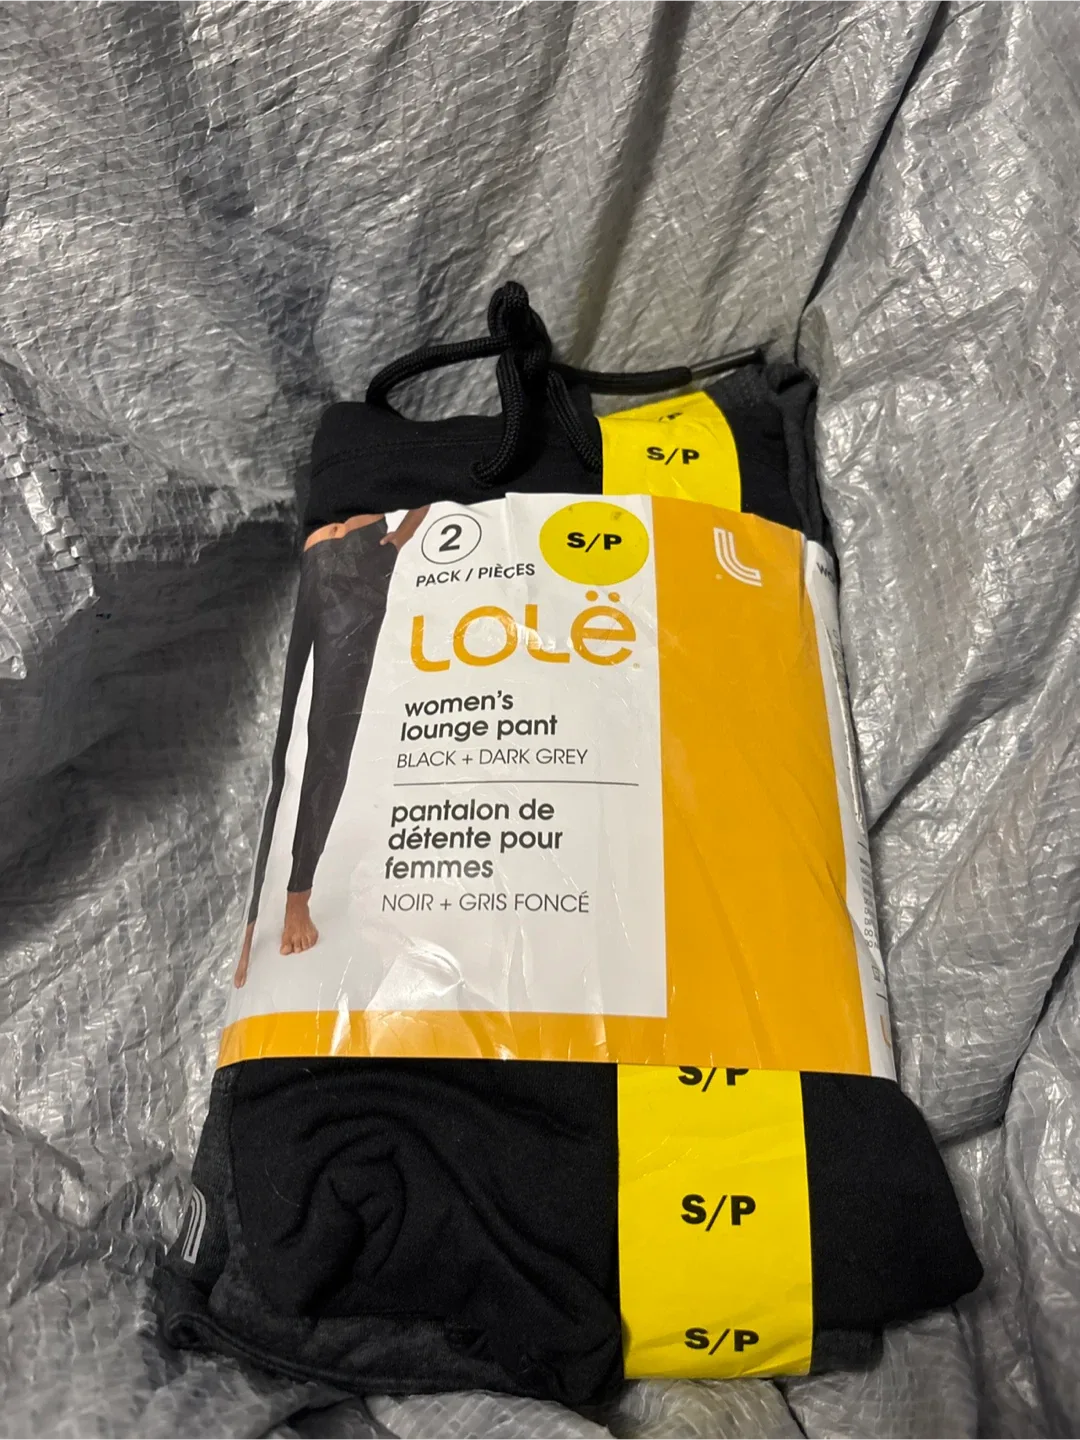 S/P
2
PACK / PIÈCES
S/P
LOLË
women's
lounge pant
BLACK + DARK GREY
pantalon de
détente pour
femmes
NOIR + GRIS FONCÉ
S/P
S/P
S/P